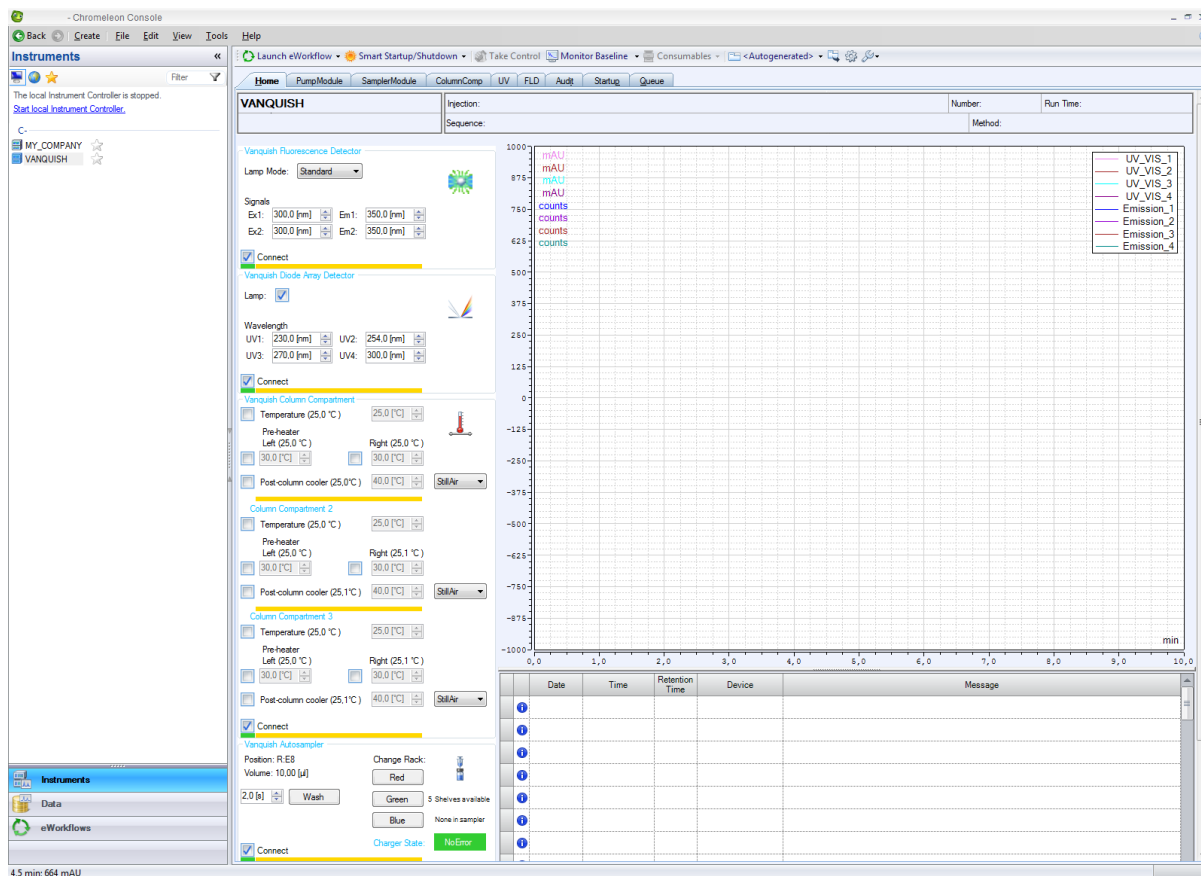 - Chromeleon Console
Back Create File Edit View Tools Help
Instruments «
Launch eWorkflow Smart Startup/Shutdown Take Control Monitor Baseline Consumables <Autogenerated>
Filter
Home PumpModule SamplerModule ColumnComp UV FLD Audit Startup Queue
The local Instrument Controller is stopped.
Start local Instrument Controller.
C-
MY_COMPANY
VANQUISH
VANQUISH
Injection: Number: Run Time:
Sequence: Method:
Vanquish Fluorescence Detector
Lamp Mode: Standard
Signals
Ex1: 300,0 [nm] Em1: 350,0 [nm]
Ex2: 300,0 [nm] Em2: 350,0 [nm]
Connect
Vanquish Diode Array Detector
Lamp:
Wavelength
UV1: 230,0 [nm] UV2: 254,0 [nm]
UV3: 270,0 [nm] UV4: 300,0 [nm]
Connect
Vanquish Column Compartment
Temperature (25,0 °C ) 25,0 [°C]
Pre-heater
Left (25,0 °C ) Right (25,0 °C )
30,0 [°C] 30,0 [°C]
Post-column cooler (25,0°C ) 40,0 [°C] StillAir
Column Compartment 2
Temperature (25,0 °C ) 25,0 [°C]
Pre-heater
Left (25,0 °C ) Right (25,1 °C )
30,0 [°C] 30,0 [°C]
Post-column cooler (25,1°C ) 40,0 [°C] StillAir
Column Compartment 3
Temperature (25,0 °C ) 25,0 [°C]
Pre-heater
Left (25,0 °C ) Right (25,1 °C )
30,0 [°C] 30,0 [°C]
Post-column cooler (25,1°C ) 40,0 [°C] StillAir
Connect
Vanquish Autosampler
Position: R:E8 Change Rack:
Volume: 10,00 [µl] Red
2,0 [s] Wash Green 5 Shelves available
Blue None in sampler
Charger State: NoError
Connect
mAU
mAU
mAU
mAU
counts
counts
counts
counts
UV_VIS_1
UV_VIS_2
UV_VIS_3
UV_VIS_4
Emission_1
Emission_2
Emission_3
Emission_4
1000
875
750
625
500
375
250
125
0
-125
-250
-375
-500
-625
-750
-875
-1000
min
0,0 1,0 2,0 3,0 4,0 5,0 6,0 7,0 8,0 9,0 10,0
Date Time Retention Time Device Message
Instruments
Data
eWorkflows
4.5 min: 664 mAU